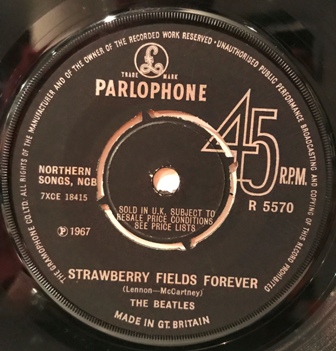 THE GRAMOPHONE CO. LTD. ALL RIGHTS OF THE MANUFACTURER AND OF THE OWNER OF THE RECORDED WORK RESERVED • UNAUTHORISED PUBLIC PERFORMANCE BROADCASTING AND COPYING OF THIS RECORD PROHIBITED
£
TRADE MARK
PARLOPHONE
45
R.P.M.
NORTHERN
SONGS, NCB
7XCE 18415
R 5570
SOLD IN U.K. SUBJECT TO
RESALE PRICE CONDITIONS
SEE PRICE LISTS
℗ 1967
STRAWBERRY FIELDS FOREVER
(Lennon—McCartney)
THE BEATLES
MADE IN GT. BRITAIN